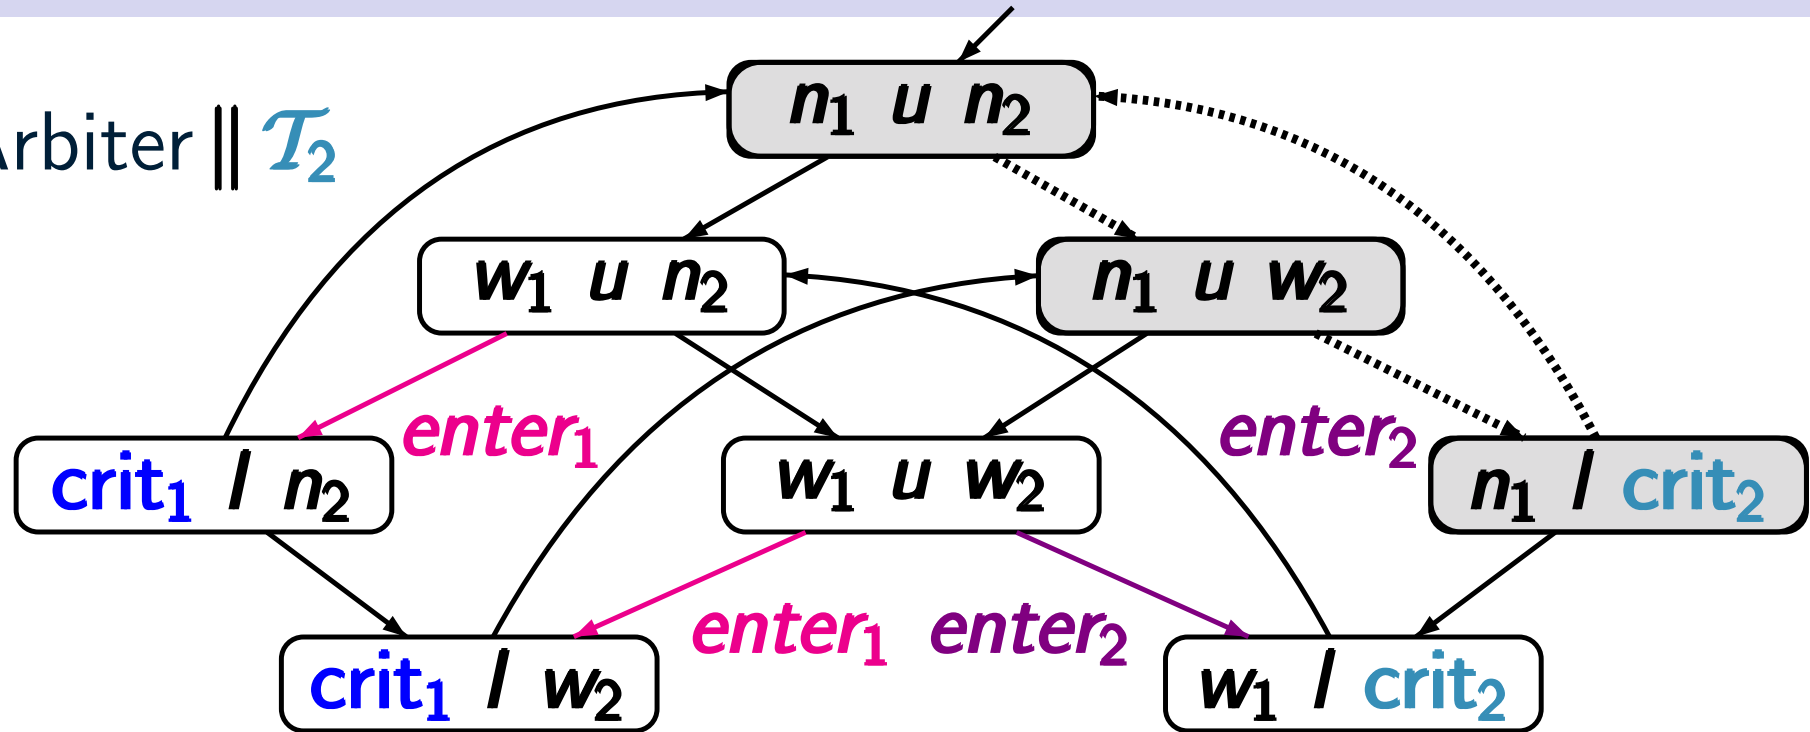 n₁ u n₂
Arbiter ‖ 𝒯₂
w₁ u n₂
n₁ u w₂
enter₁
enter₂
crit₁ l n₂
w₁ u w₂
n₁ l crit₂
enter₁
enter₂
crit₁ l w₂
w₁ l crit₂